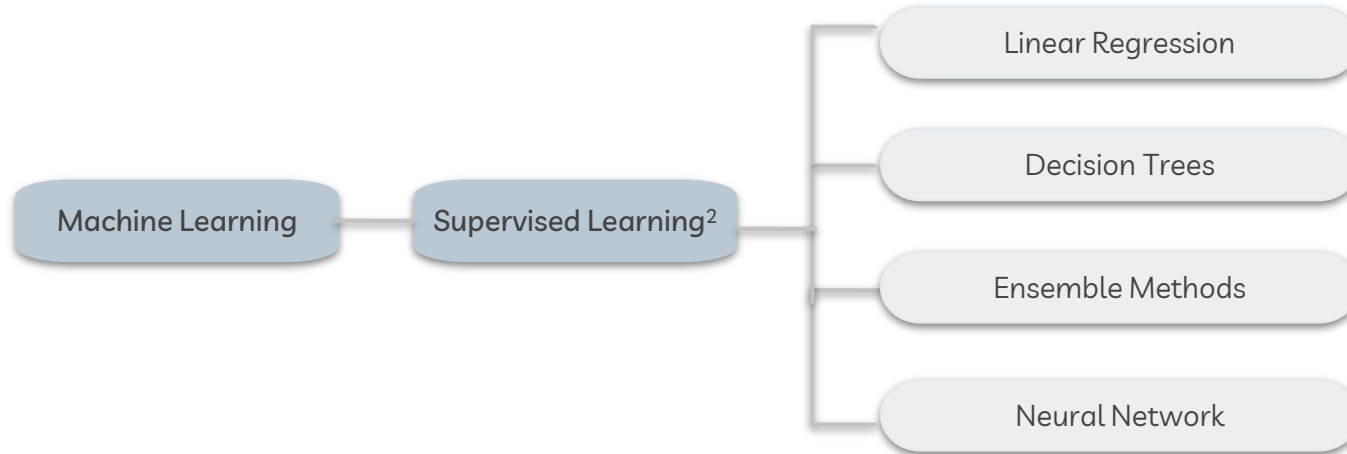 Machine Learning
Supervised Learning²
Linear Regression
Decision Trees
Ensemble Methods
Neural Network